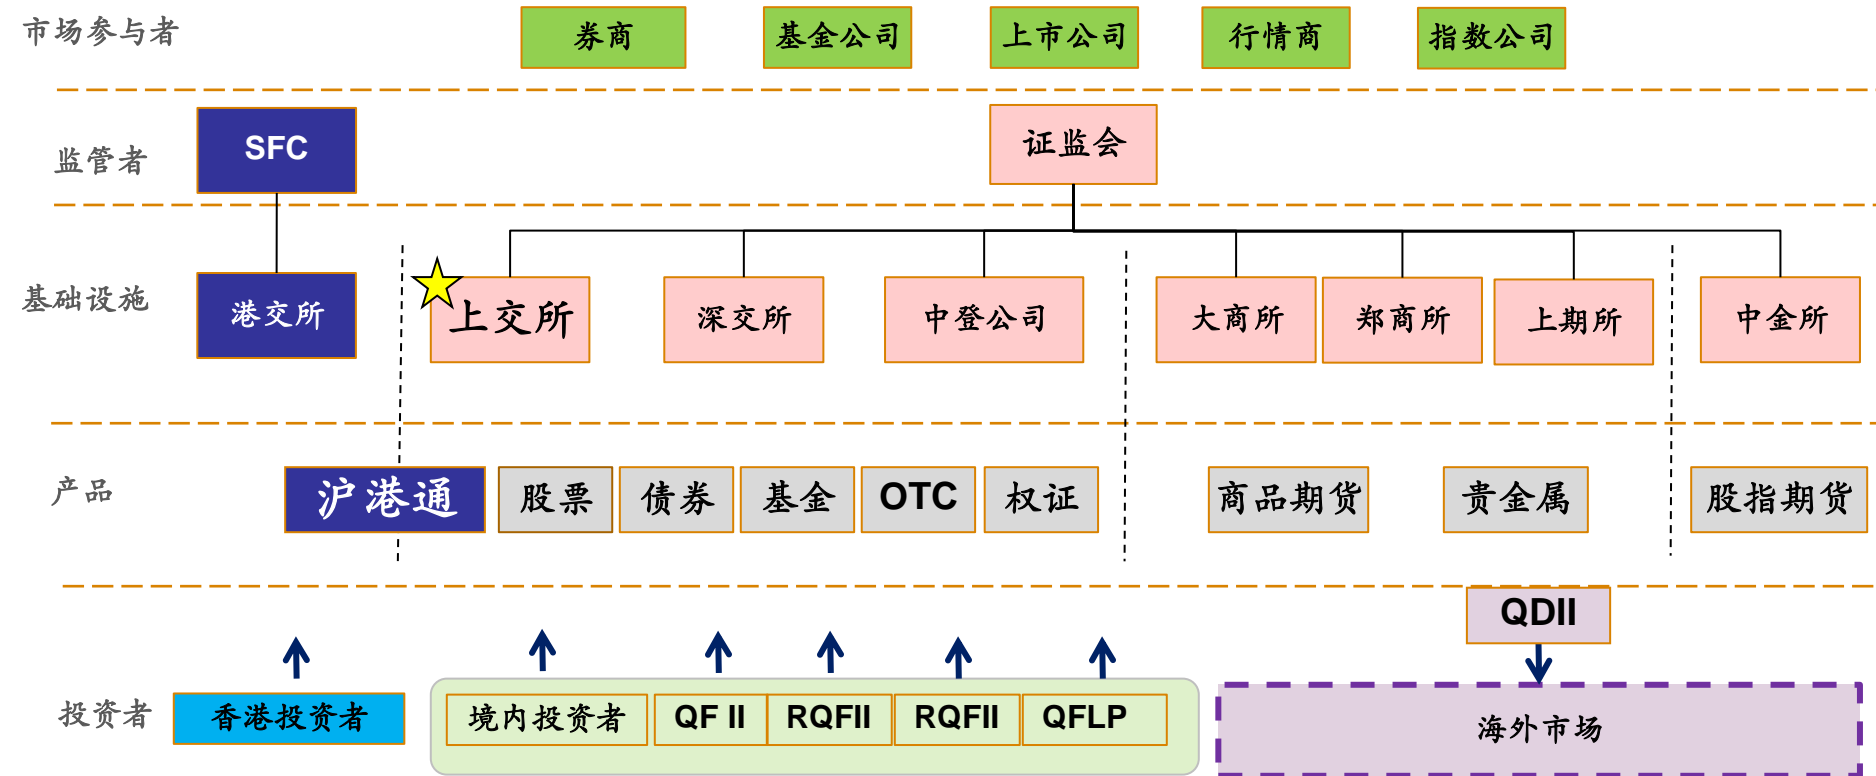 市场参与者
券商
基金公司
上市公司
行情商
指数公司
监管者
SFC
证监会
基础设施
港交所
上交所
深交所
中登公司
大商所
郑商所
上期所
中金所
产品
沪港通
股票
债券
基金
OTC
权证
商品期货
贵金属
股指期货
QDII
投资者
香港投资者
境内投资者
QF II
RQFII
RQFII
QFLP
海外市场